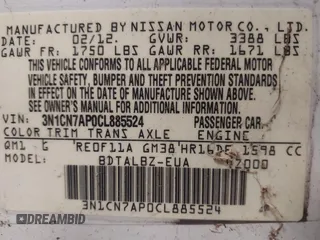 MANUFACTURED BY NISSAN MOTOR CO., LTD.
DATE: 02/12. GVWR: 3388 LBS
GAWR FR: 1750 LBS GAWR RR: 1671 LBS
THIS VEHICLE CONFORMS TO ALL APPLICABLE FEDERAL MOTOR
VEHICLE SAFETY, BUMPER AND THEFT PREVENTION
STANDARDS IN EFFECT ON THE DATE OF MANUFACTURE SHOWN ABOVE.
SEE OWNER'S MANUAL FOR ADDITIONAL INFORMATION
VIN: 3N1CN7AP0CL885524 PASSENGER CAR.
COLOR TRIM TRANS AXLE ENGINE
QM1 G RE0F11A GM38 HR16DE 1598 CC
BDTALBZ-EUA
3N1CN7AP0CL885524
DREAMBID